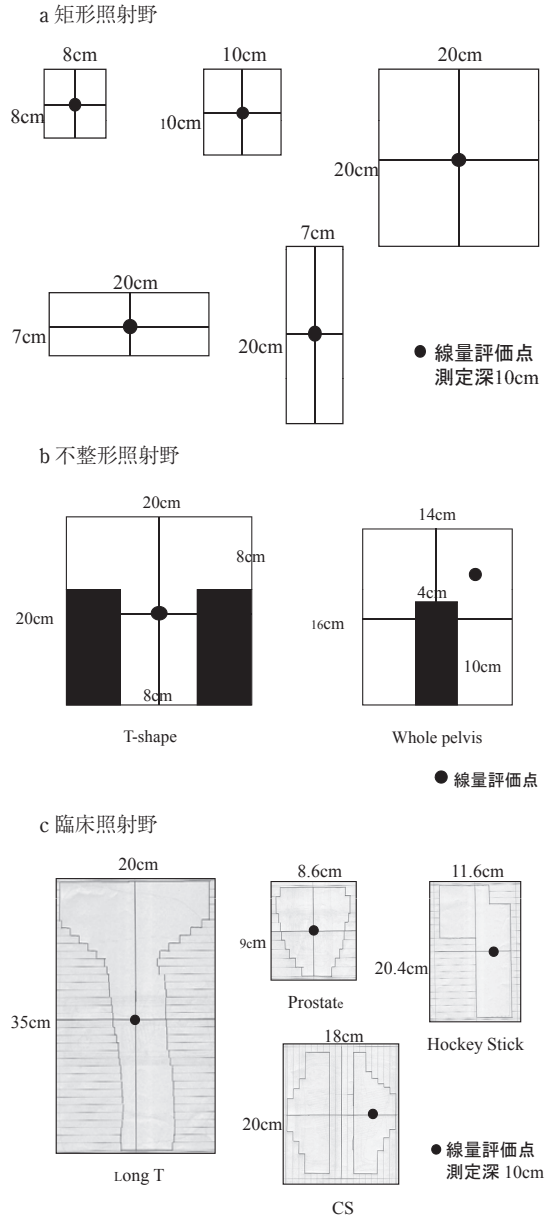 a 矩形照射野
8cm
10cm
20cm
8cm
10cm
20cm
20cm
7cm
7cm
20cm
● 線量評価点
測定深10cm
b 不整形照射野
20cm
14cm
8cm
4cm
20cm
16cm
10cm
8cm
T-shape
Whole pelvis
● 線量評価点
c 臨床照射野
20cm
8.6cm
11.6cm
9cm
20.4cm
Prostate
35cm
Hockey Stick
18cm
20cm
● 線量評価点
測定深 10cm
Long T
CS